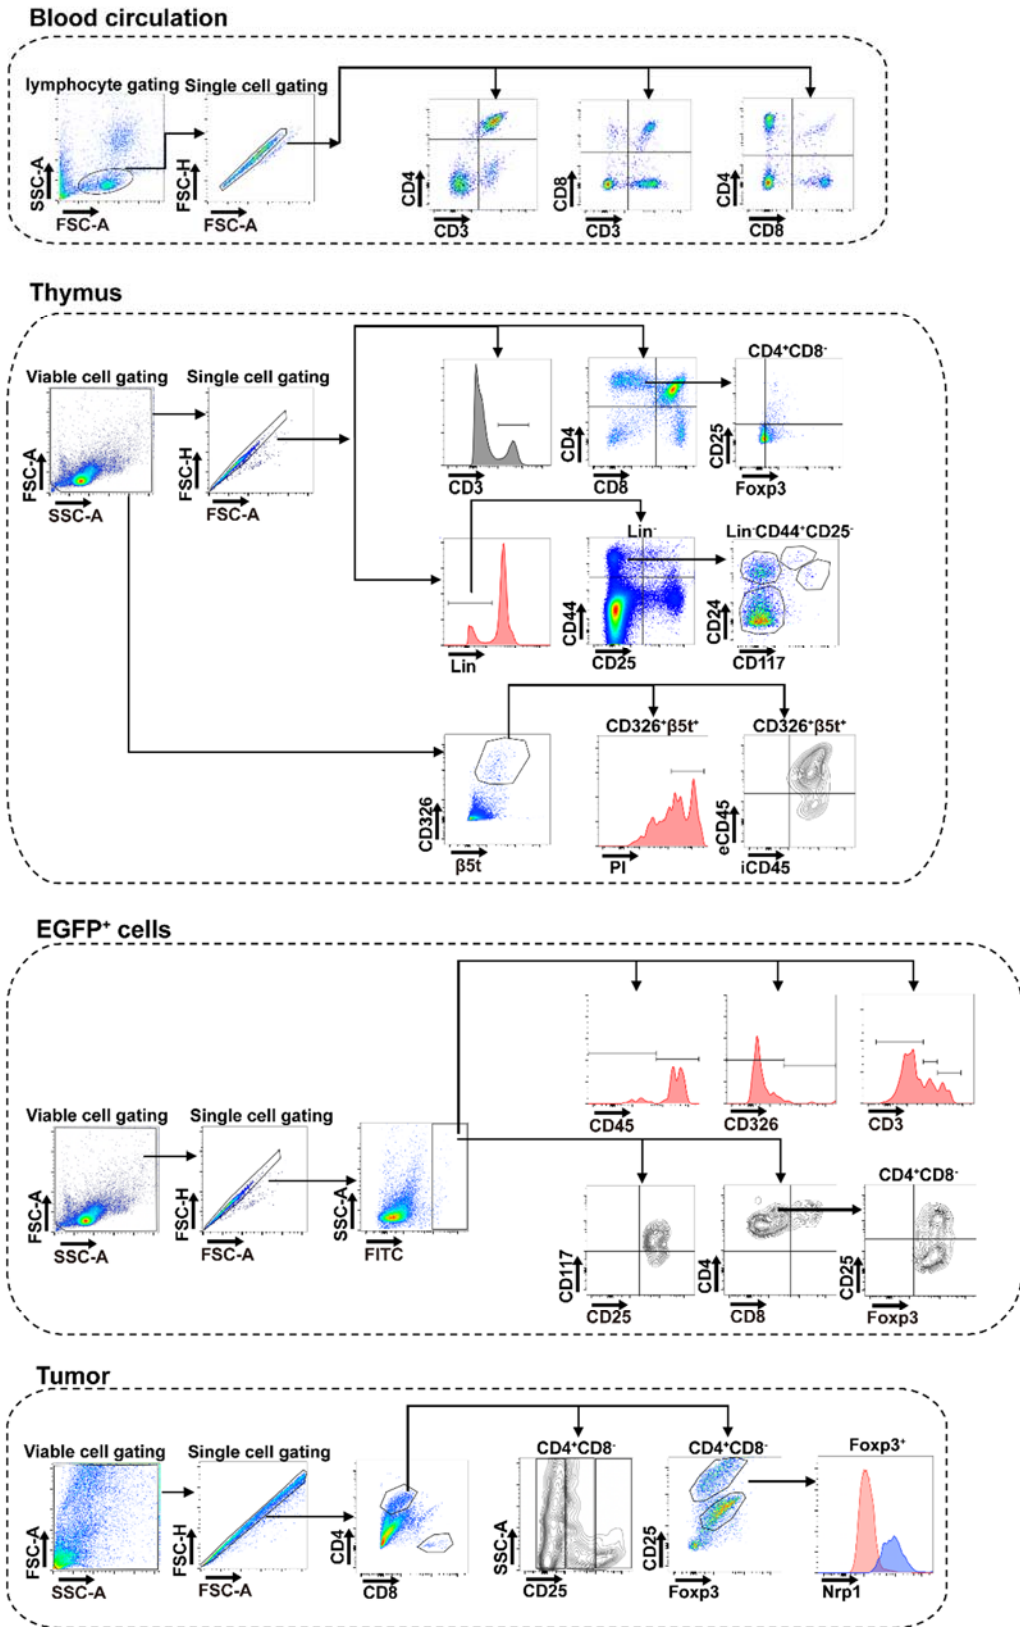 Blood circulation
lymphocyte gating
Single cell gating
SSC-A
FSC-A
FSC-H
FSC-A
CD4
CD3
CD8
CD3
CD4
CD8
Thymus
Viable cell gating
Single cell gating
CD4⁺CD8⁻
FSC-A
SSC-A
FSC-H
FSC-A
CD3
CD4
CD8
CD25
Foxp3
Lin⁻
Lin⁻CD44⁺CD25⁻
Lin
CD44
CD25
CD24
CD117
CD326⁺β5t⁺
CD326⁺β5t⁺
CD326
β5t
PI
eCD45
iCD45
EGFP⁺ cells
CD45
CD326
CD3
Viable cell gating
Single cell gating
CD4⁺CD8⁻
FSC-A
SSC-A
FSC-H
FSC-A
SSC-A
FITC
CD117
CD25
CD4
CD8
CD25
Foxp3
Tumor
Viable cell gating
Single cell gating
CD4⁺CD8⁻
CD4⁺CD8⁻
Foxp3⁺
FSC-A
SSC-A
FSC-H
FSC-A
CD4
CD8
SSC-A
CD25
CD25
Foxp3
Nrp1